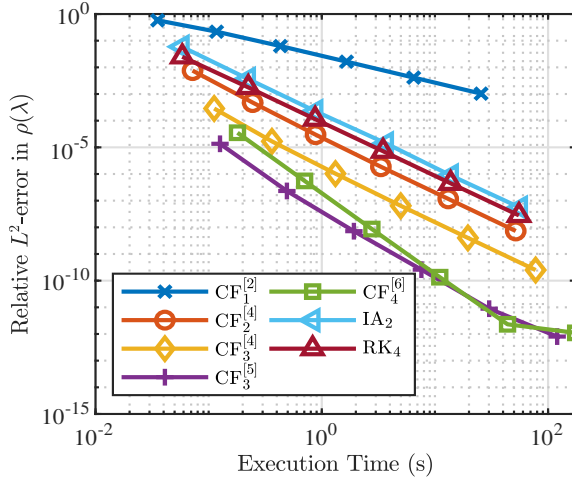 10^0
10^-5
10^-10
10^-15
Relative L^2-error in ρ(λ)
CF_1^[2]
CF_2^[4]
CF_3^[4]
CF_3^[5]
CF_4^[6]
IA_2
RK_4
10^-2 10^0 10^2
Execution Time (s)